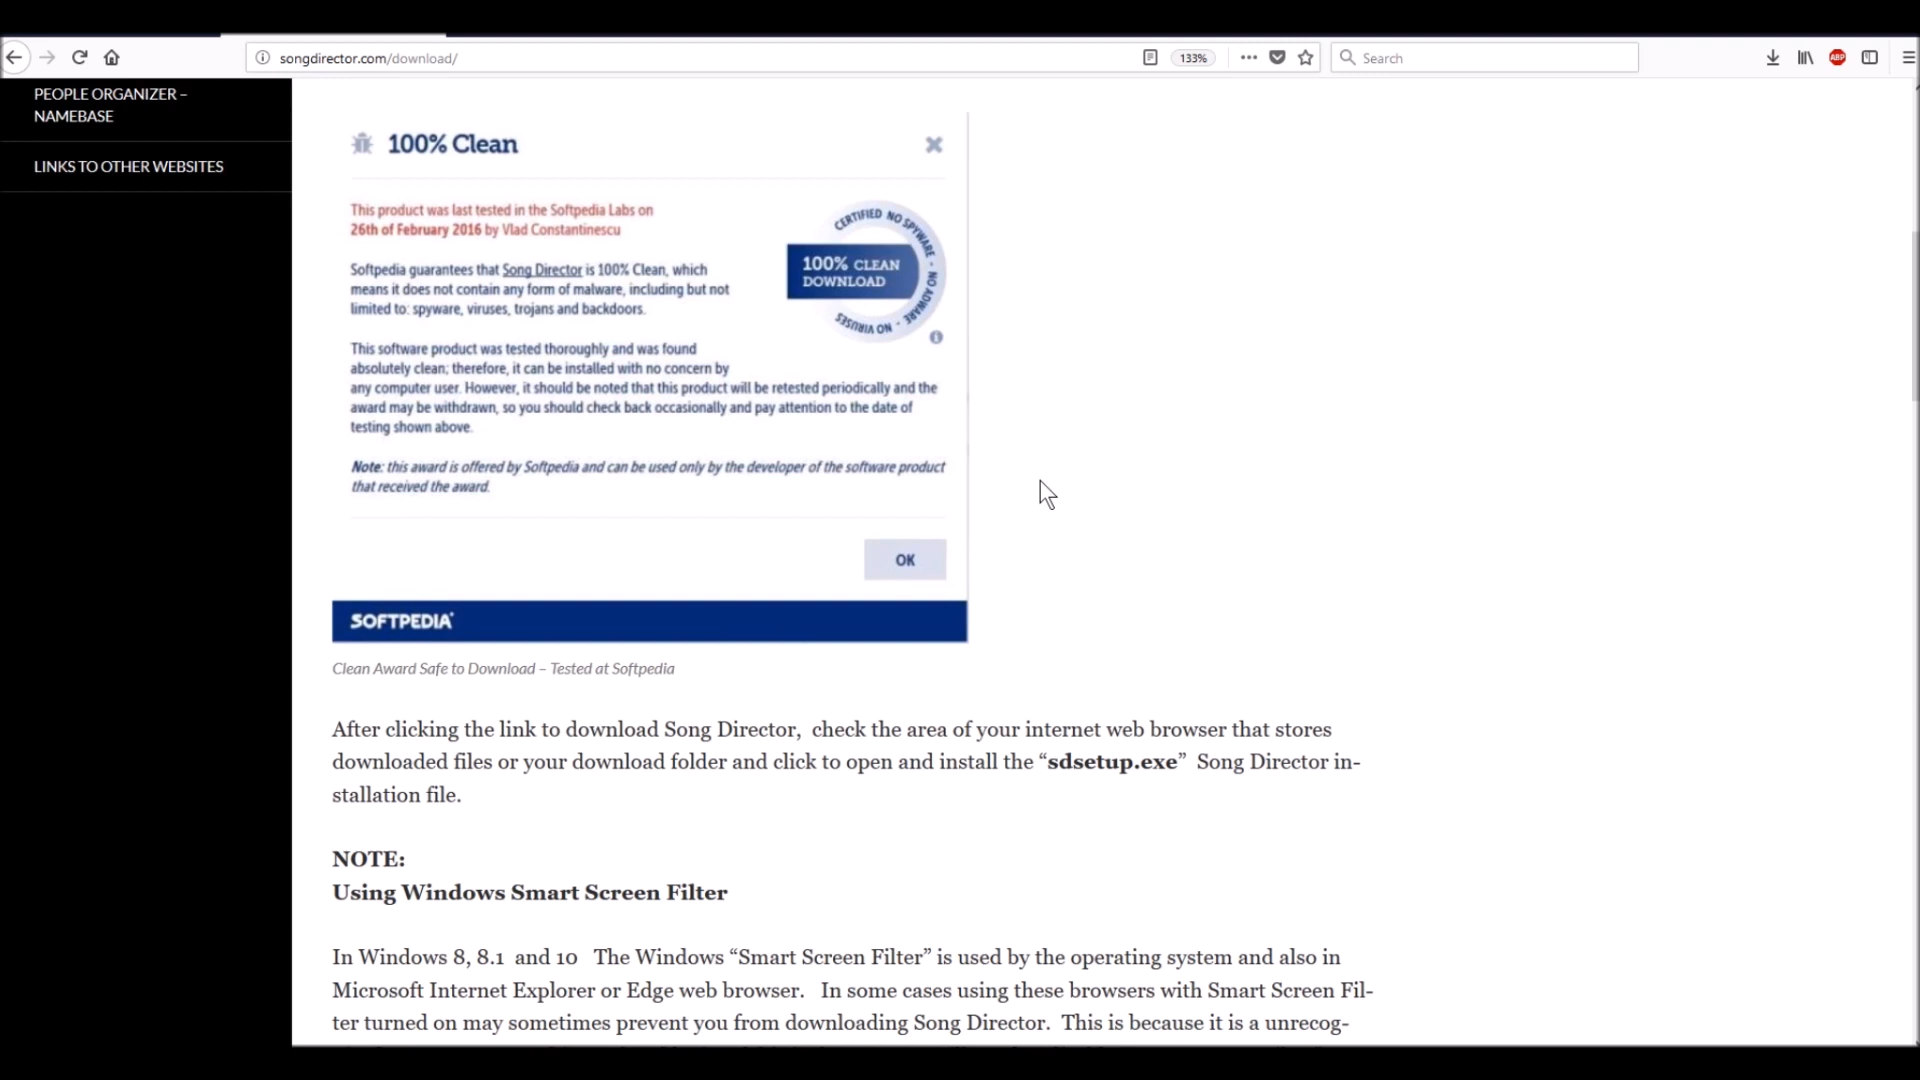 songdirector.com/download/
133%
Search
ABP
PEOPLE ORGANIZER –
NAMEBASE
LINKS TO OTHER WEBSITES
100% Clean
This product was last tested in the Softpedia Labs on
26th of February 2016 by Vlad Constantinescu
Softpedia guarantees that Song Director is 100% Clean, which
means it does not contain any form of malware, including but not
limited to: spyware, viruses, trojans and backdoors.
CERTIFIED NO SPYWARE • NO ADWARE • NO VIRUSES
100% CLEAN
DOWNLOAD
This software product was tested thoroughly and was found
absolutely clean; therefore, it can be installed with no concern by
any computer user. However, it should be noted that this product will be retested periodically and the
award may be withdrawn, so you should check back occasionally and pay attention to the date of
testing shown above.
Note: this award is offered by Softpedia and can be used only by the developer of the software product
that received the award.
OK
SOFTPEDIA®
Clean Award Safe to Download – Tested at Softpedia
After clicking the link to download Song Director,  check the area of your internet web browser that stores
downloaded files or your download folder and click to open and install the “sdsetup.exe”  Song Director in-
stallation file.
NOTE:
Using Windows Smart Screen Filter
In Windows 8, 8.1  and 10   The Windows “Smart Screen Filter” is used by the operating system and also in
Microsoft Internet Explorer or Edge web browser.   In some cases using these browsers with Smart Screen Fil-
ter turned on may sometimes prevent you from downloading Song Director.  This is because it is a unrecog-